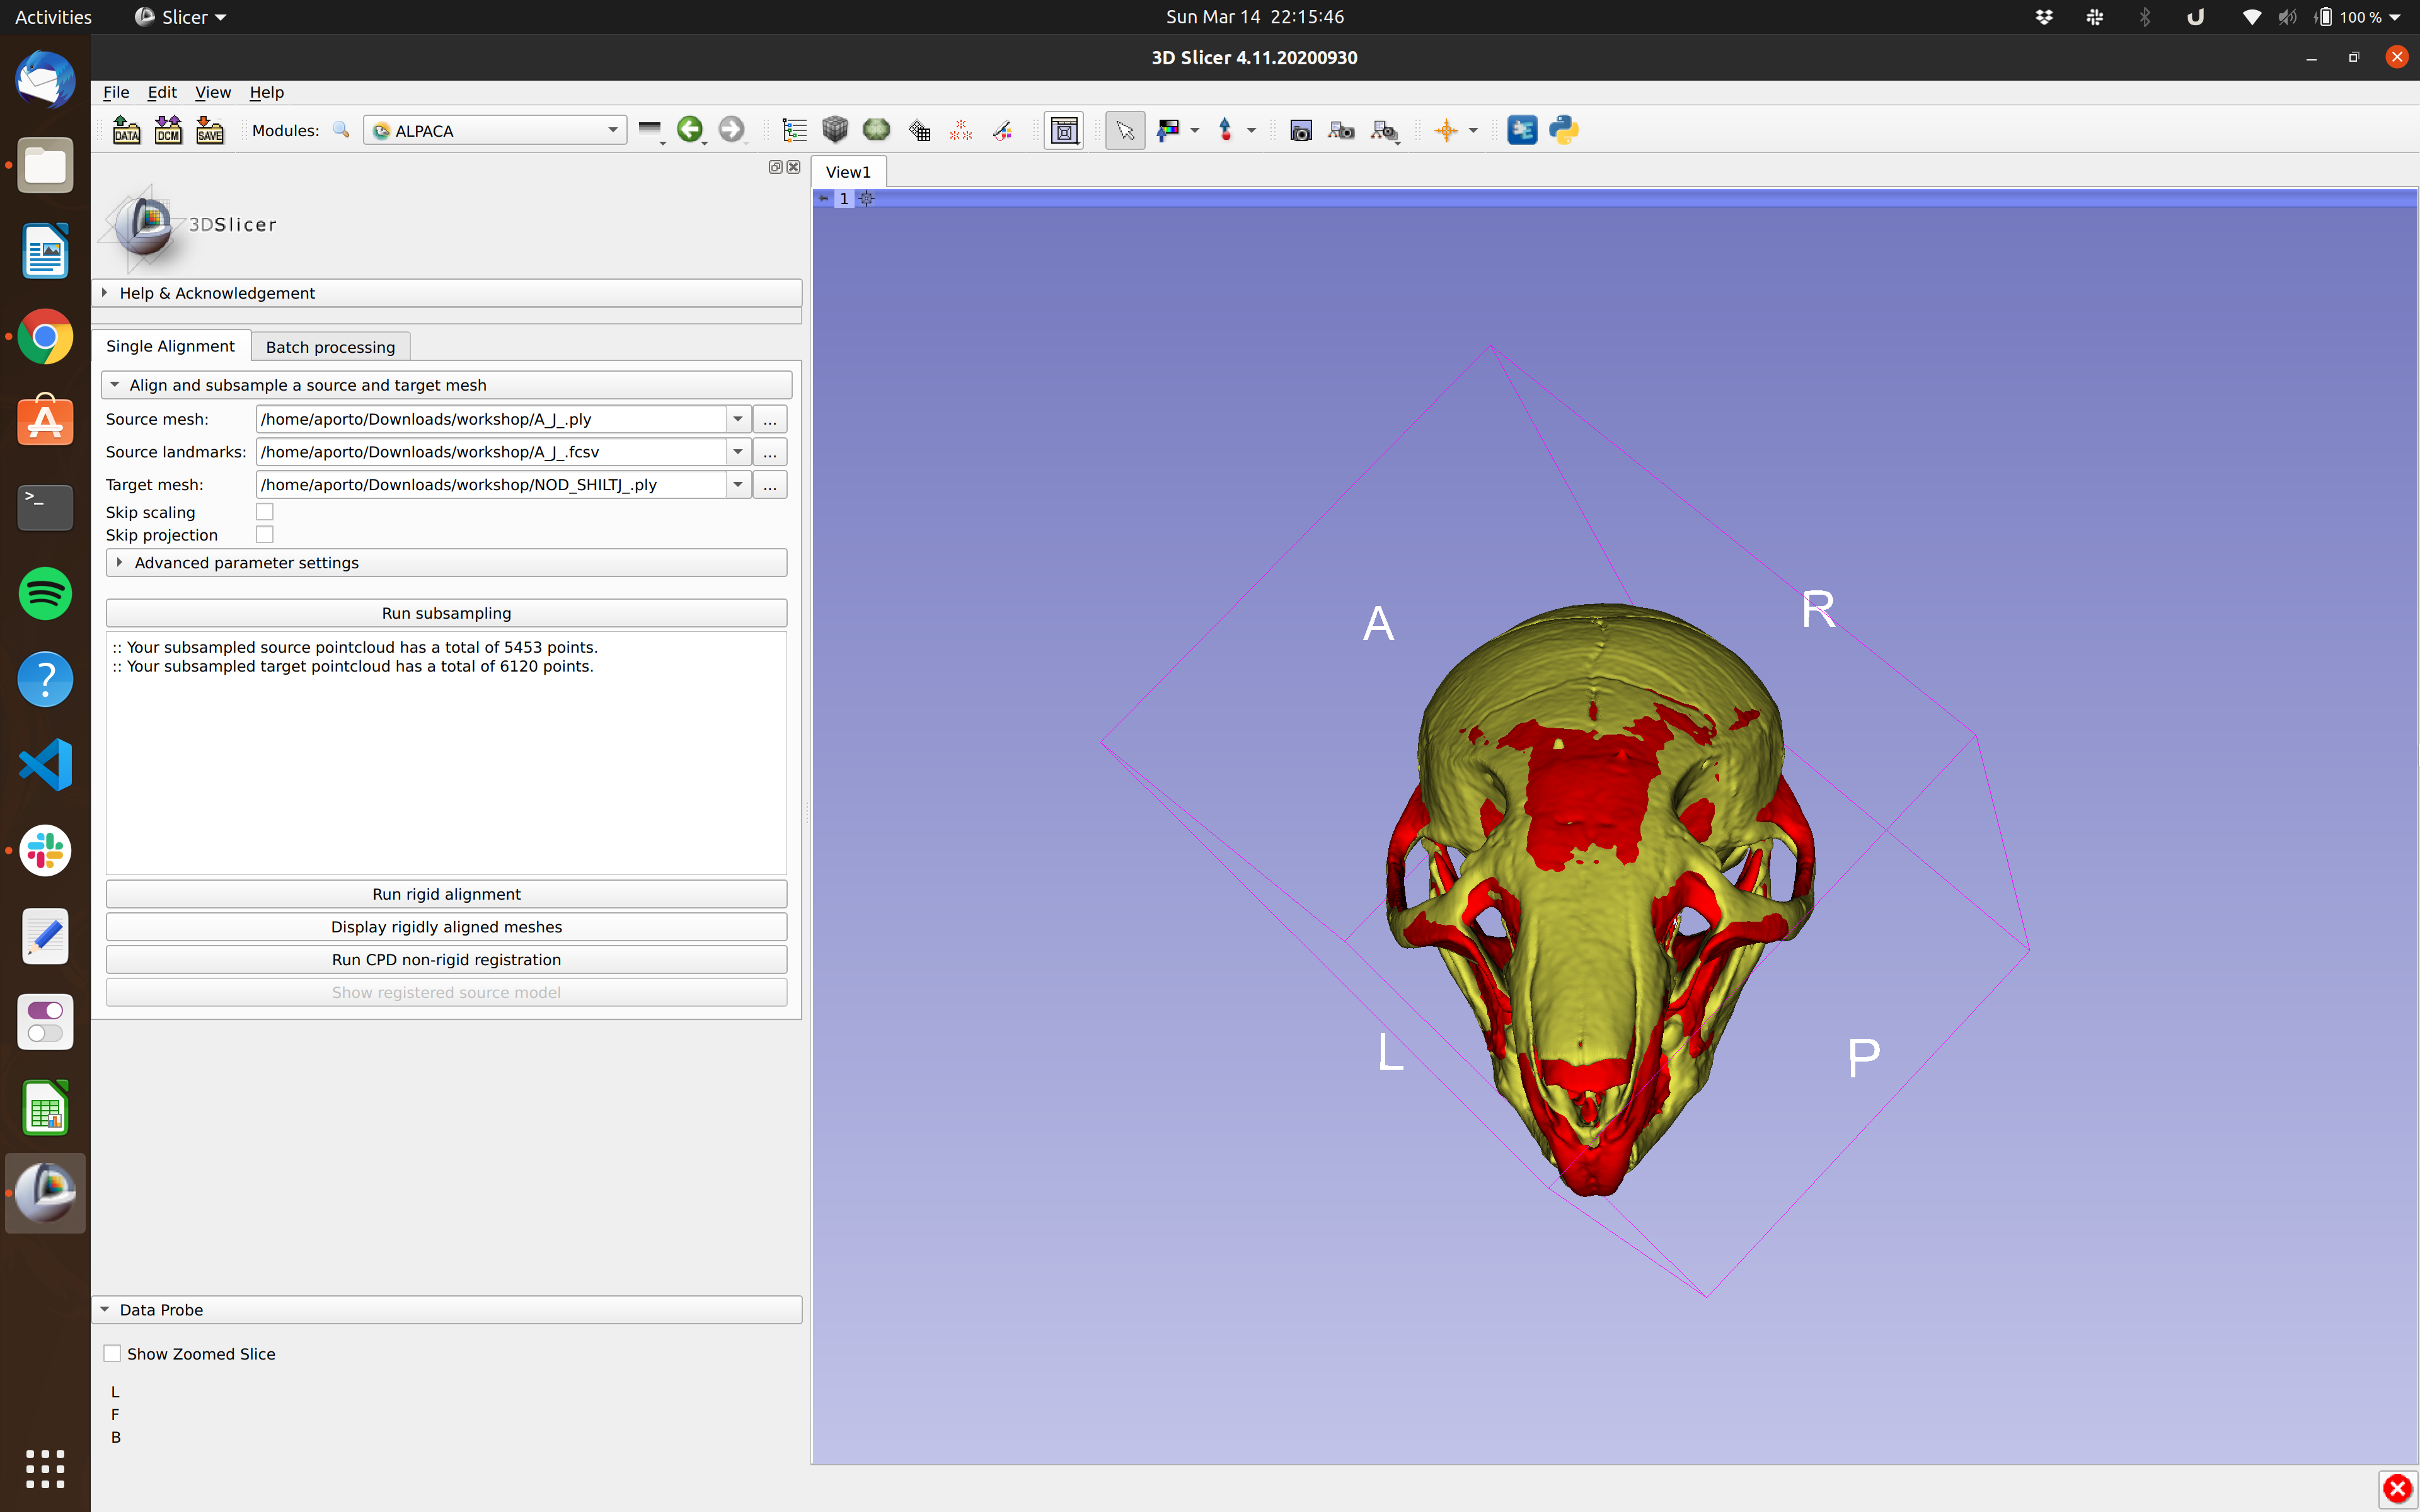 Activities
Slicer
Sun Mar 14 22:15:46
100 %
3D Slicer 4.11.20200930
File Edit View Help
DATA
DCM
SAVE
Modules:
ALPACA
3DSlicer
Help & Acknowledgement
Single Alignment
Batch processing
Align and subsample a source and target mesh
Source mesh: /home/aporto/Downloads/workshop/A_J_.ply ...
Source landmarks: /home/aporto/Downloads/workshop/A_J_.fcsv ...
Target mesh: /home/aporto/Downloads/workshop/NOD_SHILTJ_.ply ...
Skip scaling
Skip projection
Advanced parameter settings
Run subsampling
:: Your subsampled source pointcloud has a total of 5453 points.
:: Your subsampled target pointcloud has a total of 6120 points.
Run rigid alignment
Display rigidly aligned meshes
Run CPD non-rigid registration
Show registered source model
Data Probe
Show Zoomed Slice
L
F
B
View1
1
A
R
L
P